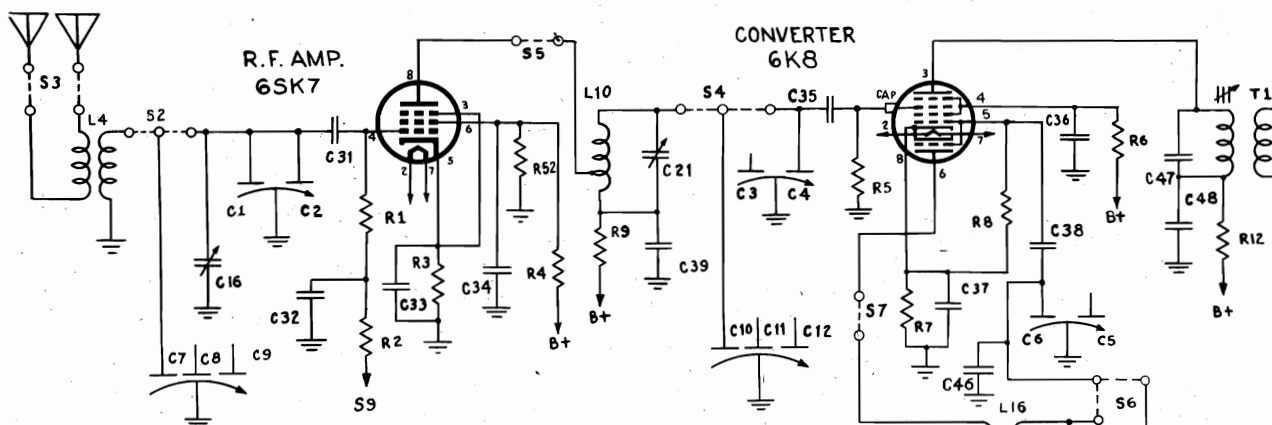 R.F. AMP.
6SK7
CONVERTER
6K8
S3
L4
S2
C31
C1
C2
C16
C7
C8
C9
R1
C32
R2
S9
8
3
6
4
5
2
7
R3
C33
C34
R52
R4
B+
S5
L10
C21
R9
C39
B+
S4
C35
C3
C4
C10
C11
C12
R5
CAP
3
4
5
2
7
8
6
S7
R7
C37
R8
C38
C36
R6
B+
C6
C5
C46
L16
S6
C47
C48
T1
R12
B+